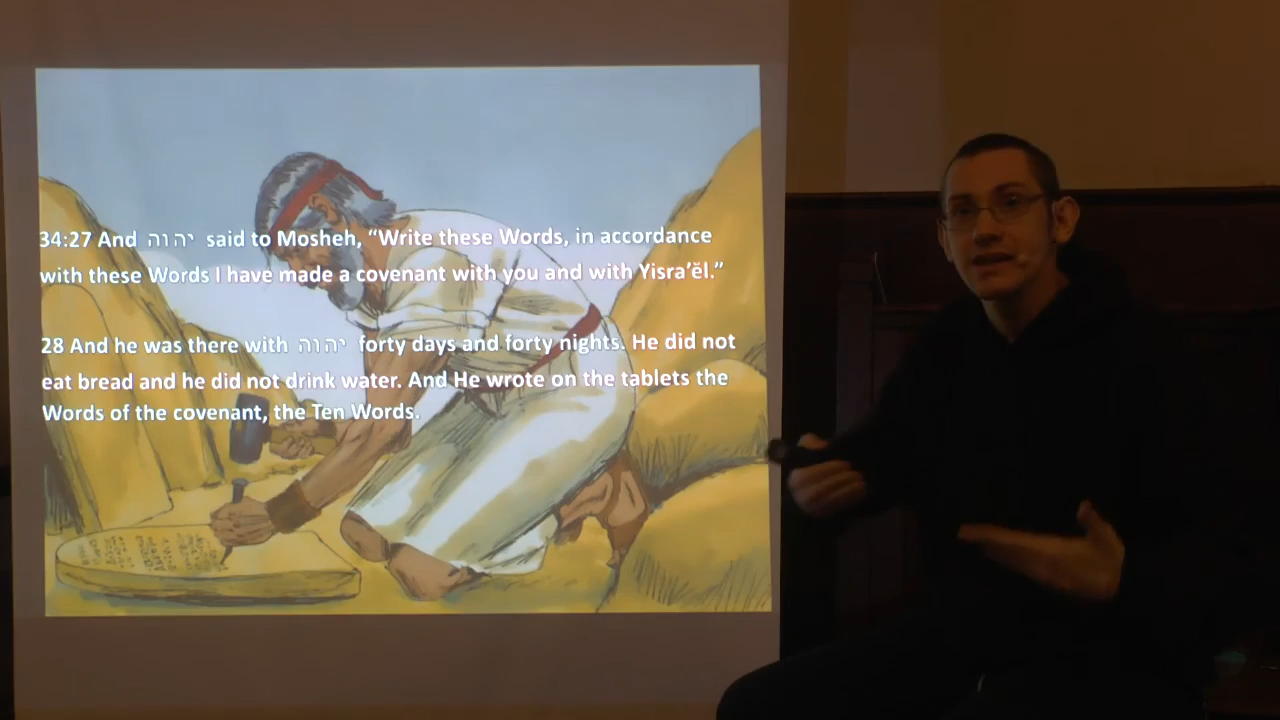 34:27 And יהוה said to Mosheh, “Write these Words, in accordance
with these Words I have made a covenant with you and with Yisra’ĕl.”
28 And he was there with יהוה forty days and forty nights. He did not
eat bread and he did not drink water. And He wrote on the tablets the
Words of the covenant, the Ten Words.